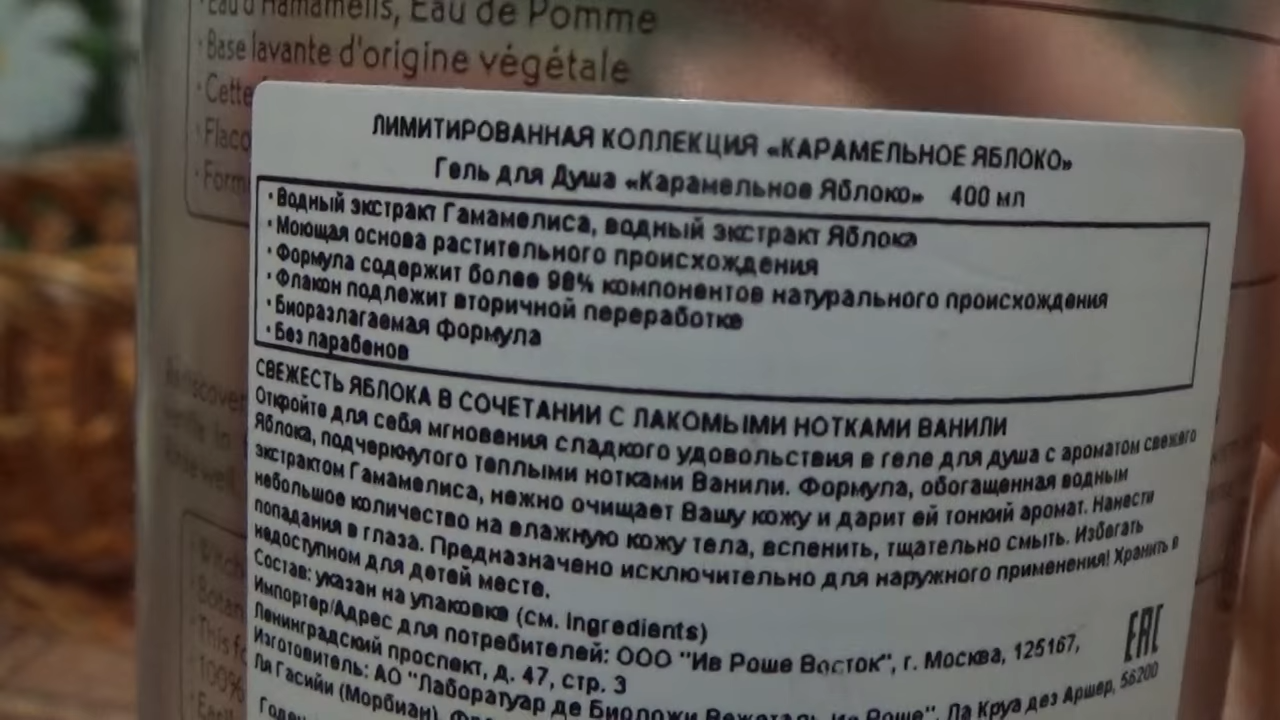 Eau d'Hamamélis, Eau de Pomme
· Base lavante d'origine végétale
· Cette
· Flaco
· Form
ЛИМИТИРОВАННАЯ КОЛЛЕКЦИЯ «КАРАМЕЛЬНОЕ ЯБЛОКО»
Гель для Душа «Карамельное Яблоко» 400 мл
· Водный экстракт Гамамелиса, водный экстракт Яблока
· Моющая основа растительного происхождения
· Формула содержит более 98% компонентов натурального происхождения
· Флакон подлежит вторичной переработке
· Биоразлагаемая формула
· Без парабенов
СВЕЖЕСТЬ ЯБЛОКА В СОЧЕТАНИИ С ЛАКОМЫМИ НОТКАМИ ВАНИЛИ
Откройте для себя мгновения сладкого удовольствия в геле для душа с ароматом свежего
Яблока, подчеркнутого теплыми нотками Ванили. Формула, обогащенная водным
экстрактом Гамамелиса, нежно очищает Вашу кожу и дарит ей тонкий аромат. Нанести
небольшое количество на влажную кожу тела, вспенить, тщательно смыть. Избегать
попадания в глаза. Предназначено исключительно для наружного применения! Хранить в
недоступном для детей месте.
Состав: указан на упаковке (см. Ingredients)
Импортер/Адрес для потребителей: ООО "Ив Роше Восток", г. Москва, 125167,
Ленинградский проспект, д. 47, стр. 3
EAC
Изготовитель: АО "Лаборатуар де Биоложи Вежеталь Ив Роше", Ла Круа дез Аршер, 56200
Ля Гасийи (Морбиан),
· This fo
· 100%